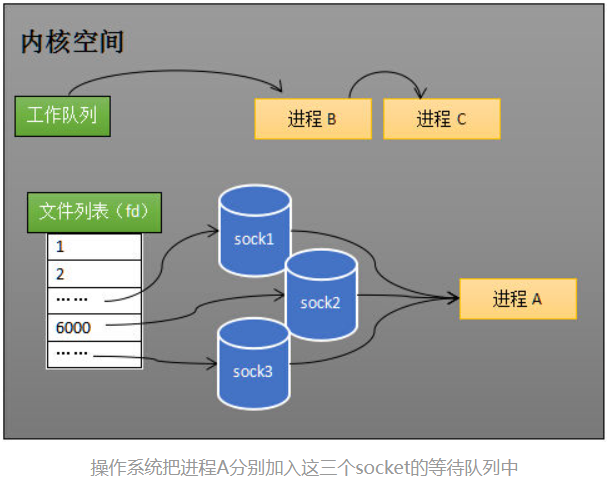 内核空间
工作队列
进程 B
进程 C
文件列表（fd）
1
2
……
6000
……
sock1
sock2
sock3
进程 A
操作系统把进程A分别加入这三个socket的等待队列中